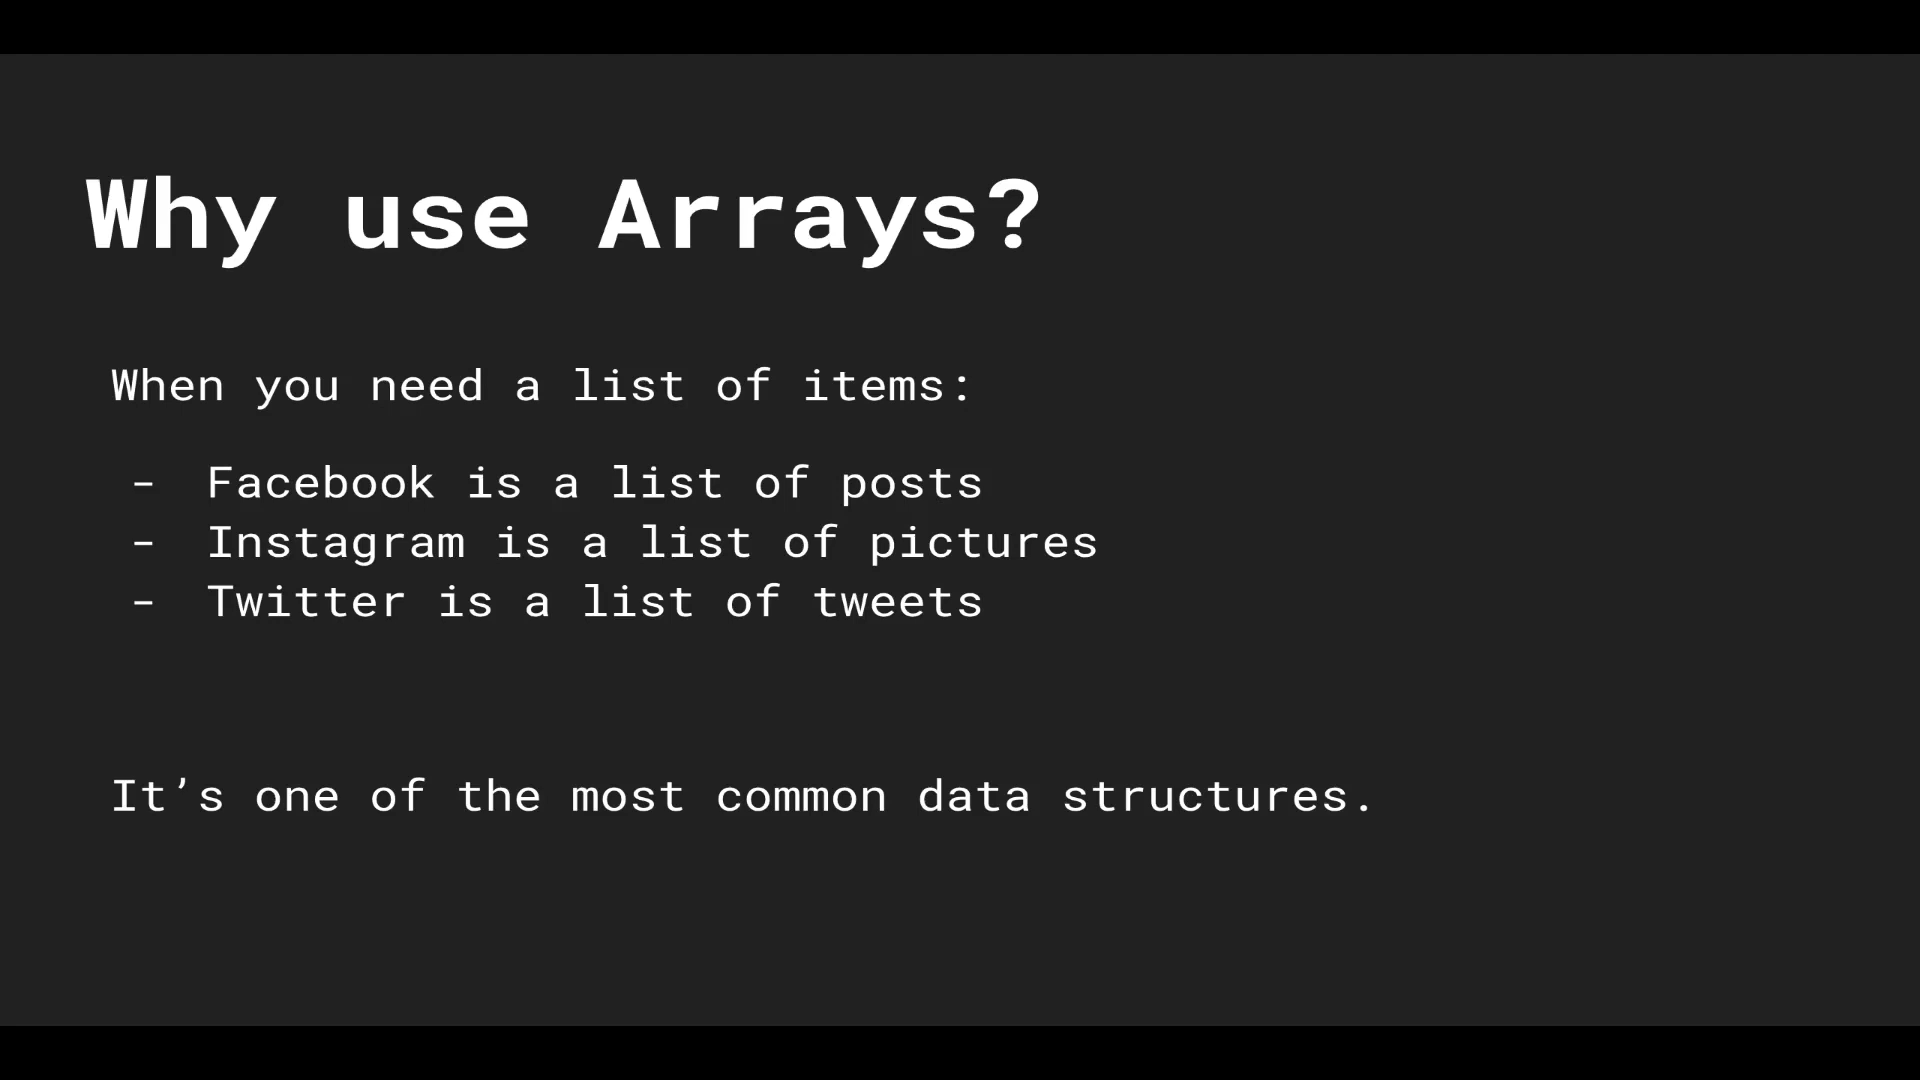 Why use Arrays?
When you need a list of items:
- Facebook is a list of posts
- Instagram is a list of pictures
- Twitter is a list of tweets
It’s one of the most common data structures.